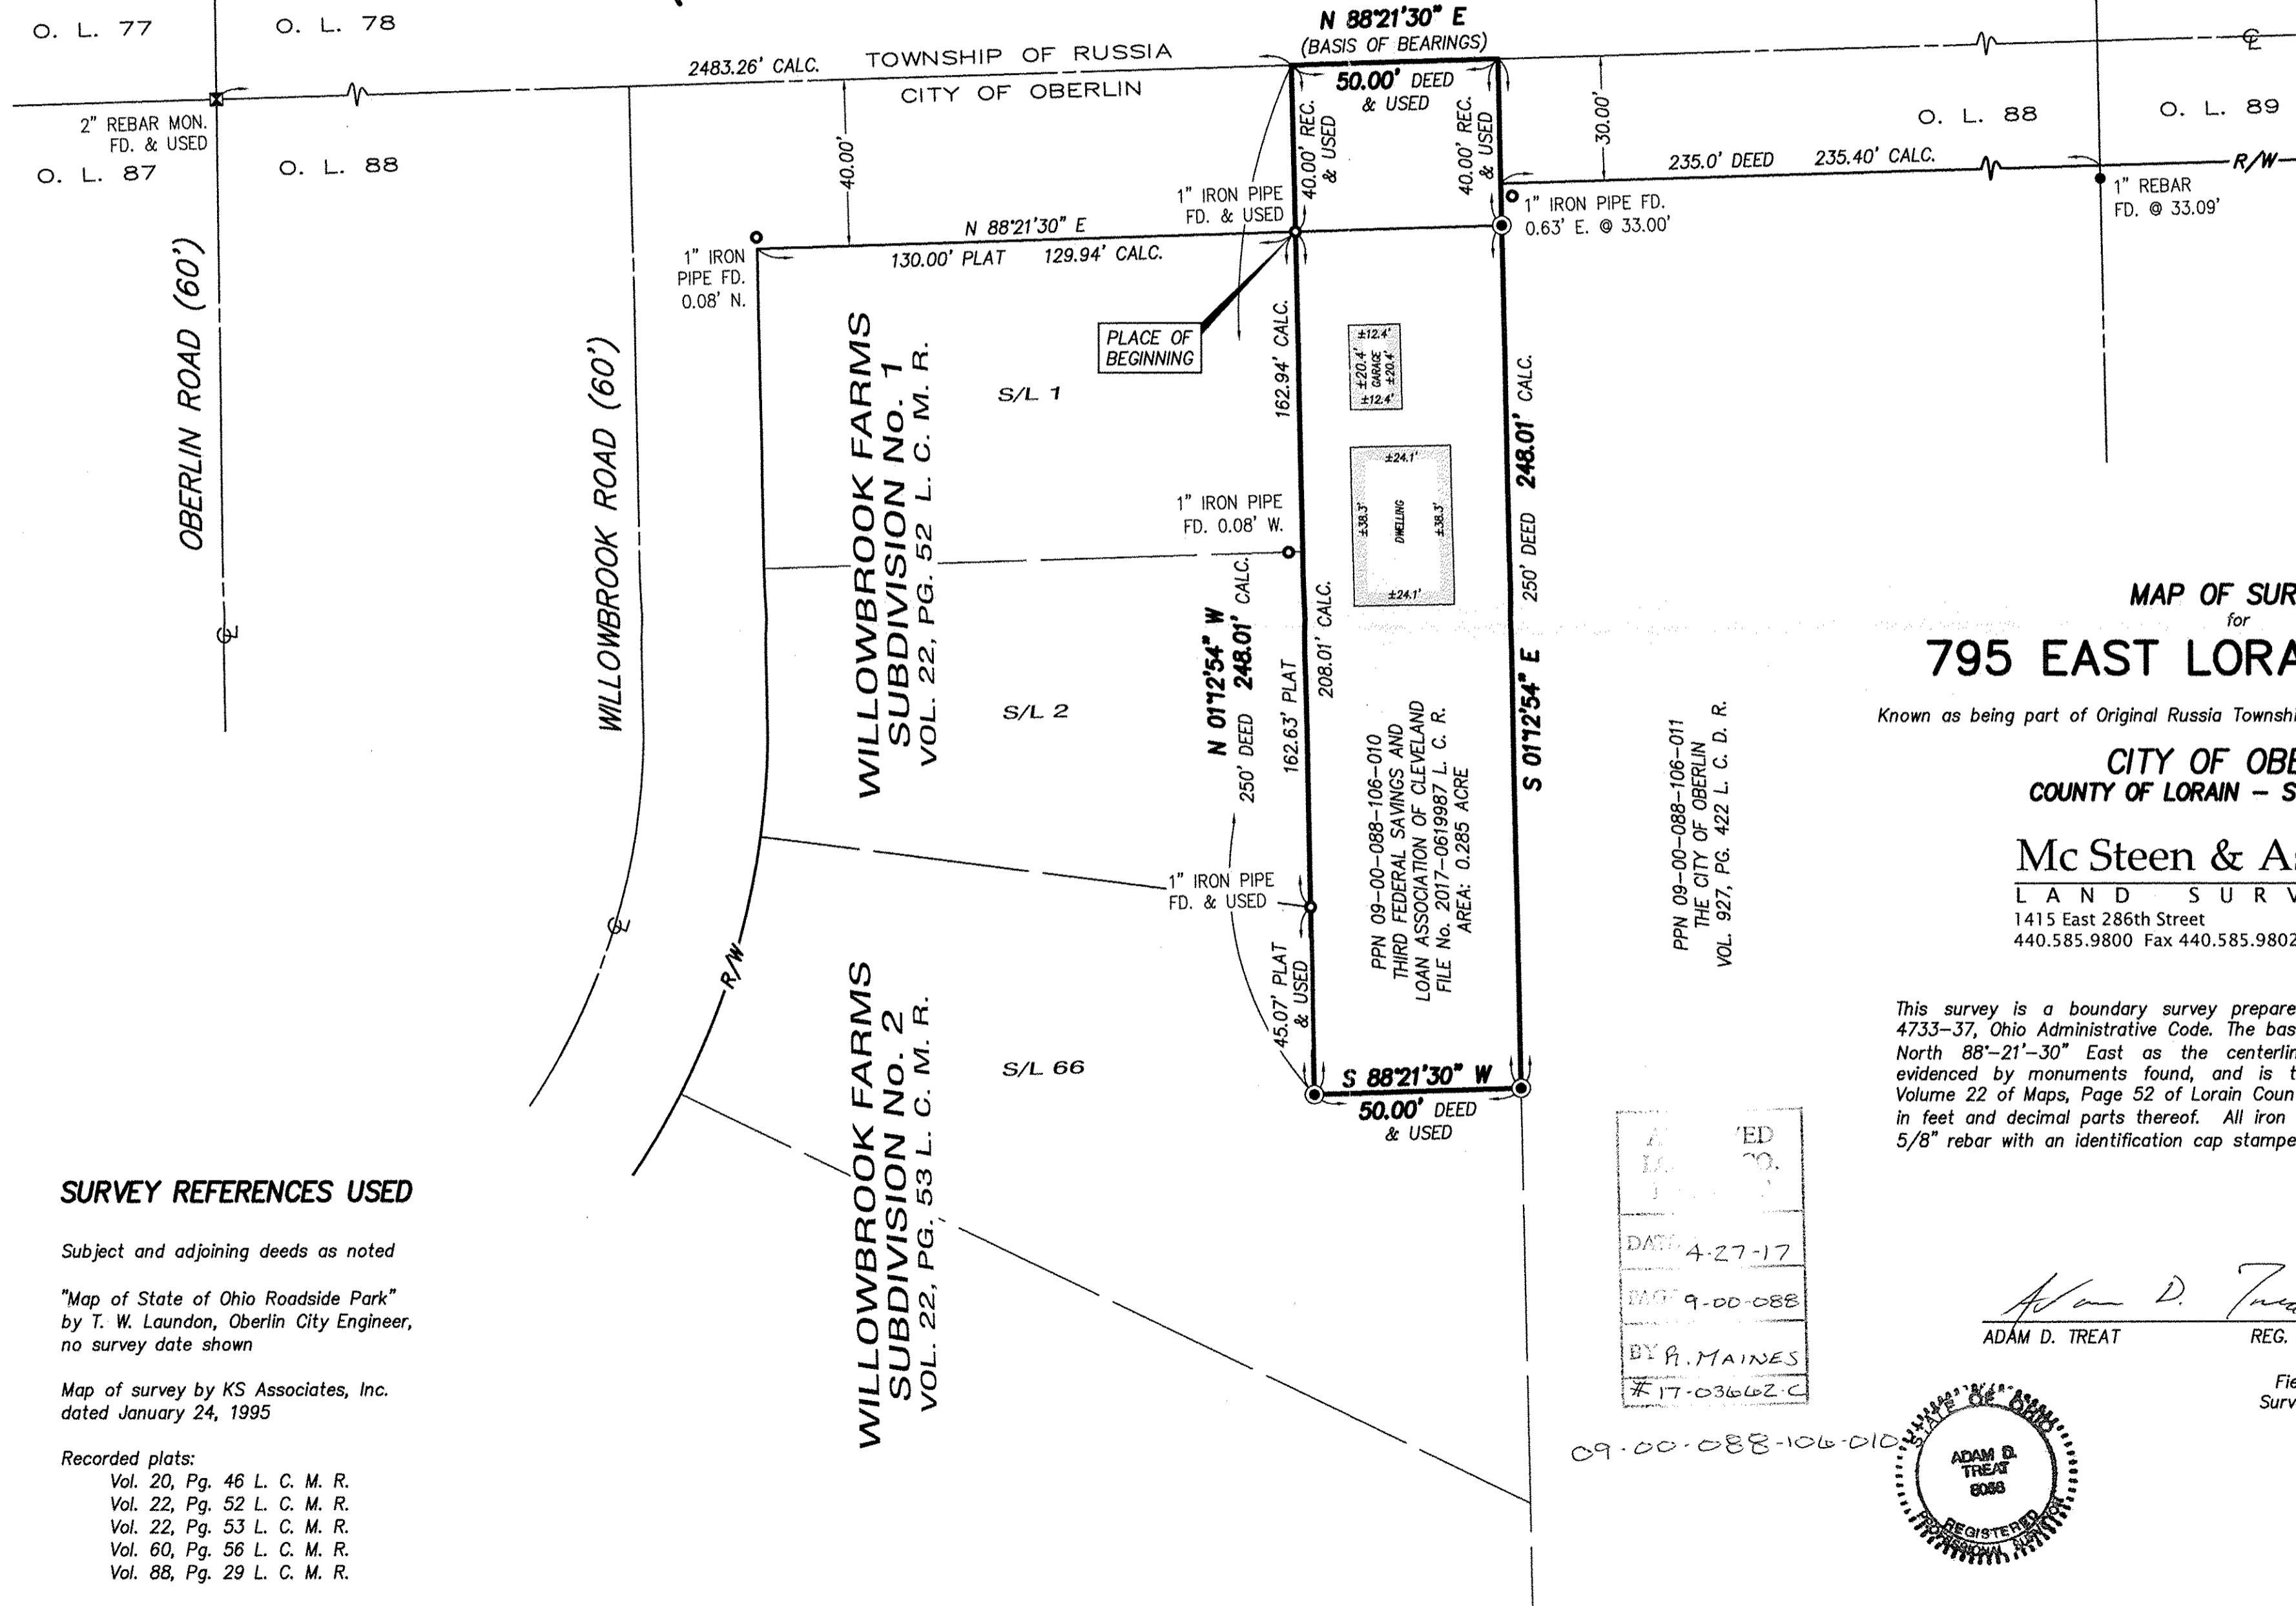 O. L. 77
O. L. 78
2483.26' CALC.
TOWNSHIP OF RUSSIA
CITY OF OBERLIN
N 88°21'30" E
(BASIS OF BEARINGS)
50.00' DEED
& USED
2" REBAR MON.
FD. & USED
O. L. 87
O. L. 88
40.00'
40.00' REC.
& USED
40.00' REC.
& USED
30.00'
O. L. 88
O. L. 89
235.0' DEED 235.40' CALC.
R/W
1" IRON PIPE
FD. & USED
1" IRON PIPE FD.
0.63' E. @ 33.00'
1" REBAR
FD. @ 33.09'
1" IRON
PIPE FD.
0.08' N.
N 88°21'30" E
130.00' PLAT 129.94' CALC.
PLACE OF
BEGINNING
OBERLIN ROAD (60')
WILLOWBROOK ROAD (60')
WILLOWBROOK FARMS
SUBDIVISION No. 1
VOL. 22, PG. 52 L. C. M. R.
S/L 1
162.94' CALC.
±12.4'
±20.4'
GARAGE
±20.4'
±12.4'
±24.1'
±38.3'
DWELLING
±38.3'
±24.1'
1" IRON PIPE
FD. 0.08' W.
S/L 2
N 01°12'54" W
250' DEED 248.01' CALC.
162.63' PLAT
208.01' CALC.
250' DEED 248.01' CALC.
S 01°12'54" E
PPN 09-00-088-106-010
THIRD FEDERAL SAVINGS AND
LOAN ASSOCIATION OF CLEVELAND
FILE No. 2017-0619987 L. C. R.
AREA: 0.285 ACRE
PPN 09-00-088-106-011
THE CITY OF OBERLIN
VOL. 927, PG. 422 L. C. D. R.
1" IRON PIPE
FD. & USED
45.07' PLAT
& USED
R/W
WILLOWBROOK FARMS
SUBDIVISION No. 2
VOL. 22, PG. 53 L. C. M. R.
S/L 66
S 88°21'30" W
50.00' DEED
& USED
MAP OF SUR
for
795 EAST LORA
Known as being part of Original Russia Townshi
CITY OF OBE
COUNTY OF LORAIN – S
Mc Steen & As
LAND SURV
1415 East 286th Street
440.585.9800 Fax 440.585.9802
This survey is a boundary survey prepare
4733-37, Ohio Administrative Code. The bas
North 88°-21'-30" East as the centerlin
evidenced by monuments found, and is t
Volume 22 of Maps, Page 52 of Lorain Coun
in feet and decimal parts thereof. All iron
5/8" rebar with an identification cap stampe
DAT 4-27-17
PAG 9-00-088
BY R. MAINES
# 17-03662-C
09-00-088-106-010
ADAM D. TREAT REG.
Fie
Surv
STATE OF OHIO
ADAM D.
TREAT
8058
REGISTERED
PROFESSIONAL SURVEYOR
SURVEY REFERENCES USED
Subject and adjoining deeds as noted
"Map of State of Ohio Roadside Park"
by T. W. Laundon, Oberlin City Engineer,
no survey date shown
Map of survey by KS Associates, Inc.
dated January 24, 1995
Recorded plats:
Vol. 20, Pg. 46 L. C. M. R.
Vol. 22, Pg. 52 L. C. M. R.
Vol. 22, Pg. 53 L. C. M. R.
Vol. 60, Pg. 56 L. C. M. R.
Vol. 88, Pg. 29 L. C. M. R.